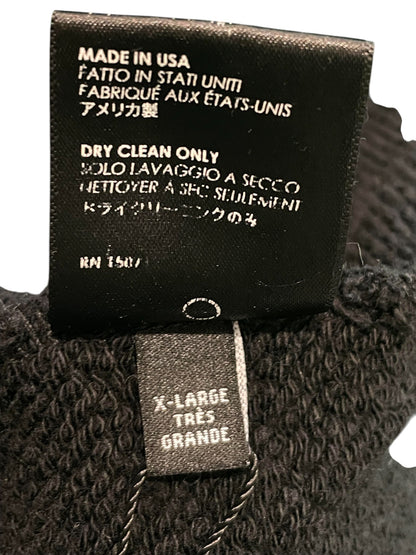 MADE IN USA
FATTO IN STATI UNITI
FABRIQUÉ AUX ÉTATS-UNIS
アメリカ製
DRY CLEAN ONLY
SOLO LAVAGGIO A SECCO
NETTOYER A SEC SEULEMENT
ドライクリーニングのみ
RN
X-LARGE
TRÈS
GRANDE